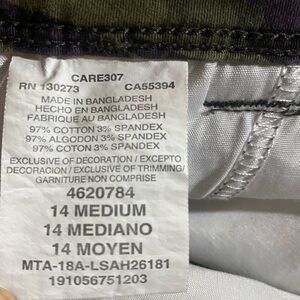 CARE307
RN 130273 CA55394
MADE IN BANGLADESH
HECHO EN BANGLADESH
FABRIQUE AU BANGLADESH
97% COTTON 3% SPANDEX
97% ALGODON 3% SPANDEX
97% COTON 3% SPANDEX
EXCLUSIVE OF DECORATION / EXCEPTO
DECORACION / EXCLUSIVE OF TRIMMING/
GARNITURE NON COMPRISE
4620784
14 MEDIUM
14 MEDIANO
14 MOYEN
MTA-18A-LSAH26181
191056751203